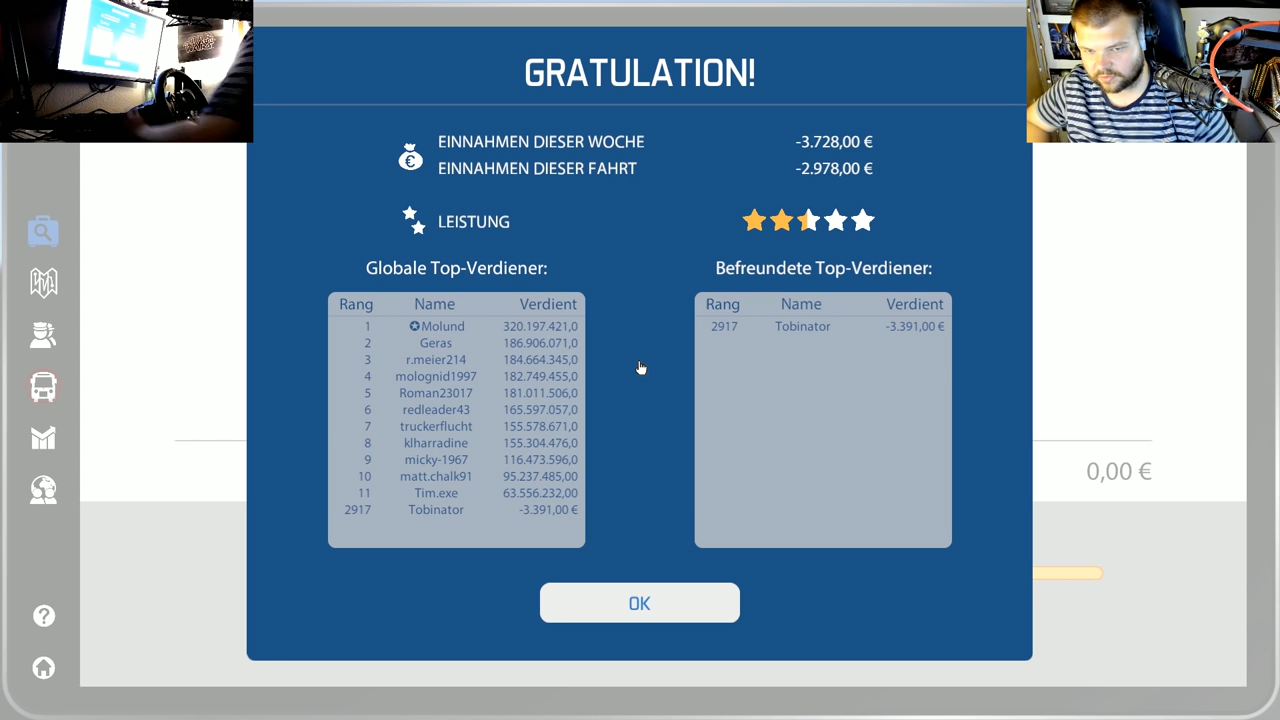 GRATULATION!
EINNAHMEN DIESER WOCHE -3.728,00 €
EINNAHMEN DIESER FAHRT -2.978,00 €
LEISTUNG
Globale Top-Verdiener:
Rang Name Verdient
1 Molund 320.197.421,0
2 Geras 186.906.071,0
3 r.meier214 184.664.345,0
4 molognid1997 182.749.455,0
5 Roman23017 181.011.506,0
6 redleader43 165.597.057,0
7 truckerflucht 155.578.671,0
8 klharradine 155.304.476,0
9 micky-1967 116.473.596,0
10 matt.chalk91 95.237.485,00
11 Tim.exe 63.556.232,00
2917 Tobinator -3.391,00 €
Befreundete Top-Verdiener:
Rang Name Verdient
2917 Tobinator -3.391,00 €
0,00 €
OK